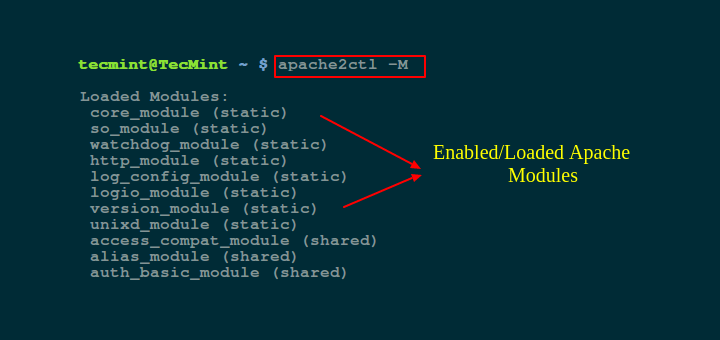 tecmint@TecMint ~ $ apache2ctl -M
Loaded Modules:
core_module (static)
so_module (static)
watchdog_module (static)
http_module (static)
log_config_module (static)
logio_module (static)
version_module (static)
unixd_module (static)
access_compat_module (shared)
alias_module (shared)
auth_basic_module (shared)
Enabled/Loaded Apache
Modules